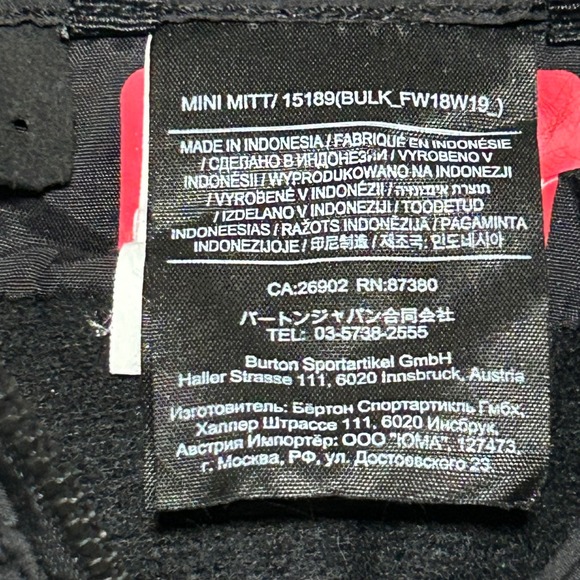 MINI MITT/ 15189(BULK_FW18W19_)
MADE IN INDONESIA / FABRIQUÉ EN INDONÉSIE
/ СДЕЛАНО В ИНДОНЕЗИИ / VYROBENO V
INDONÉSII / WYPRODUKOWANO NA INDONEZJI
/ VYROBENÉ V INDONÉZII / תוצרת אינדונזיה
/ IZDELANO V INDONEZIJI / TOODETUD
INDONEESIAS / RAŽOTS INDONĒZIJA / PAGAMINTA
INDONEZIJOJE / 印尼制造 / 제조국: 인도네시아
CA:26902 RN:87380
バートンジャパン合同会社
TEL: 03-5738-2555
Burton Sportartikel GmbH
Haller Strasse 111, 6020 Innsbruck, Austria
Изготовитель: Бёртон Спортартикль Гмбх,
Халлер Штрассе 111, 6020 Инсбрук,
Австрия Импортёр: ООО "ЮМА", 127473,
г. Москва, РФ, ул. Достоевского 23